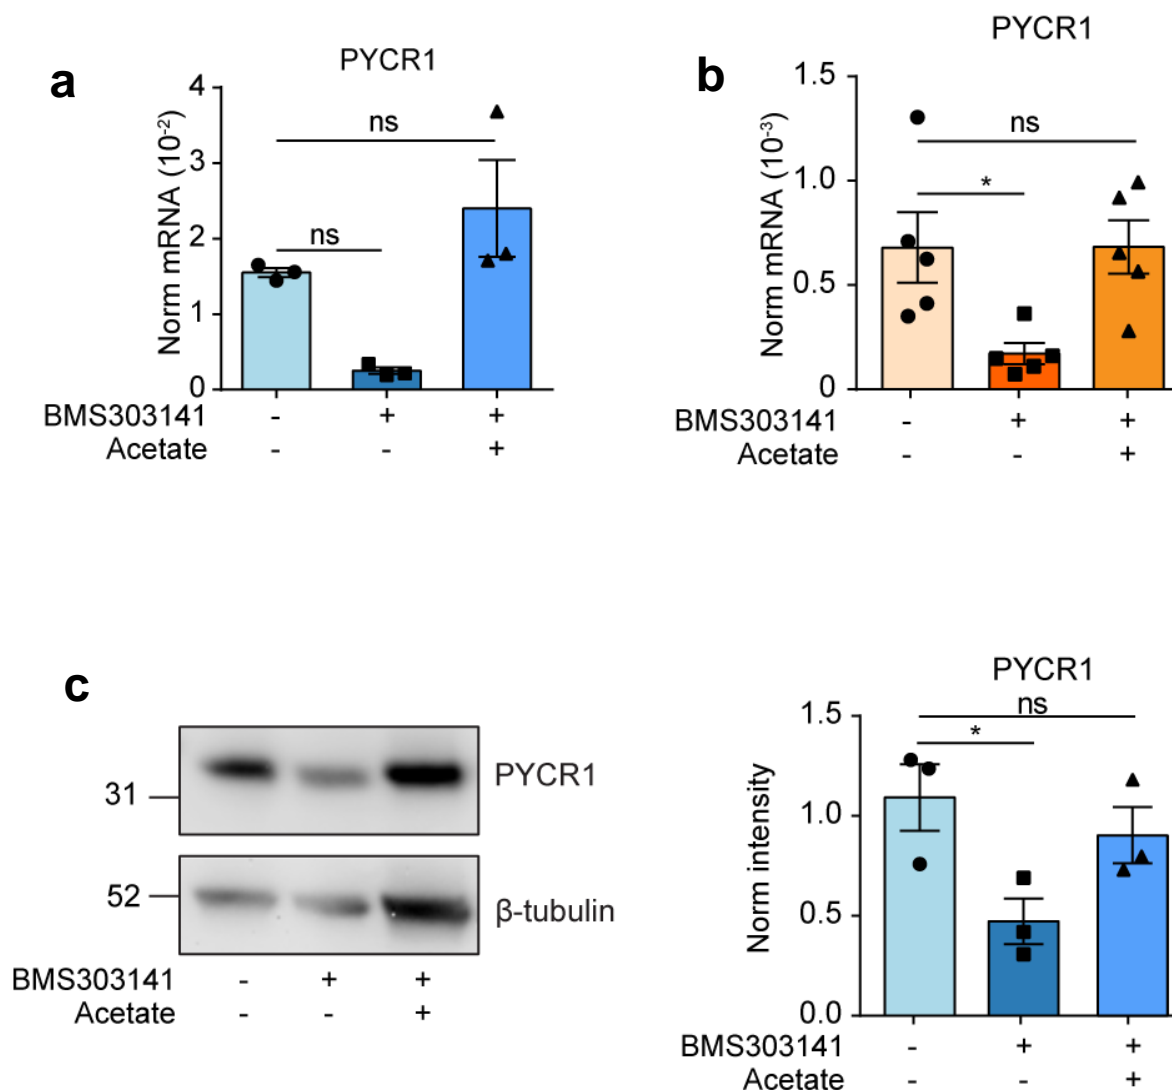 a
PYCR1
Norm mRNA (10⁻²)
4
3
2
1
0
ns
ns
BMS303141 - + +
Acetate - - +
b
PYCR1
Norm mRNA (10⁻³)
1.5
1.0
0.5
0
ns
*
BMS303141 - + +
Acetate - - +
c
31
PYCR1
52
β-tubulin
BMS303141 - + +
Acetate - - +
PYCR1
Norm intensity
1.5
1.0
0.5
0.0
ns
*
BMS303141 - + +
Acetate - - +